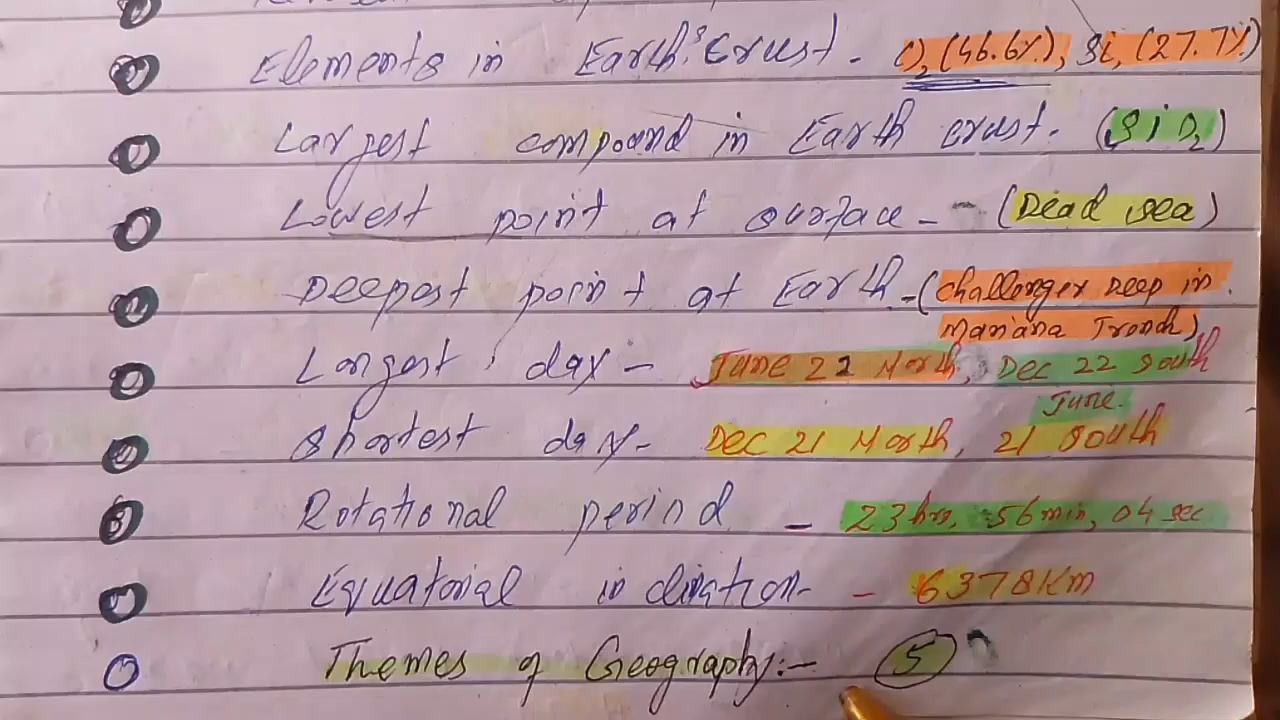 Elements in Earth's Crust - O2 (46.6%), Si, (27.7%)
Largest compound in Earth crust. (SiO2)
Lowest point at surface - (Dead sea)
Deepest point at Earth - (challenger Deep in
Mariana Trench)
Longest day - June 21 North, Dec 22 South
June
Shortest day - Dec 21 North, 21 South
Rotational period - 23 hrs, 56 min, 04 sec
Equatorial - 6378 Km
Themes of Geography:- 5